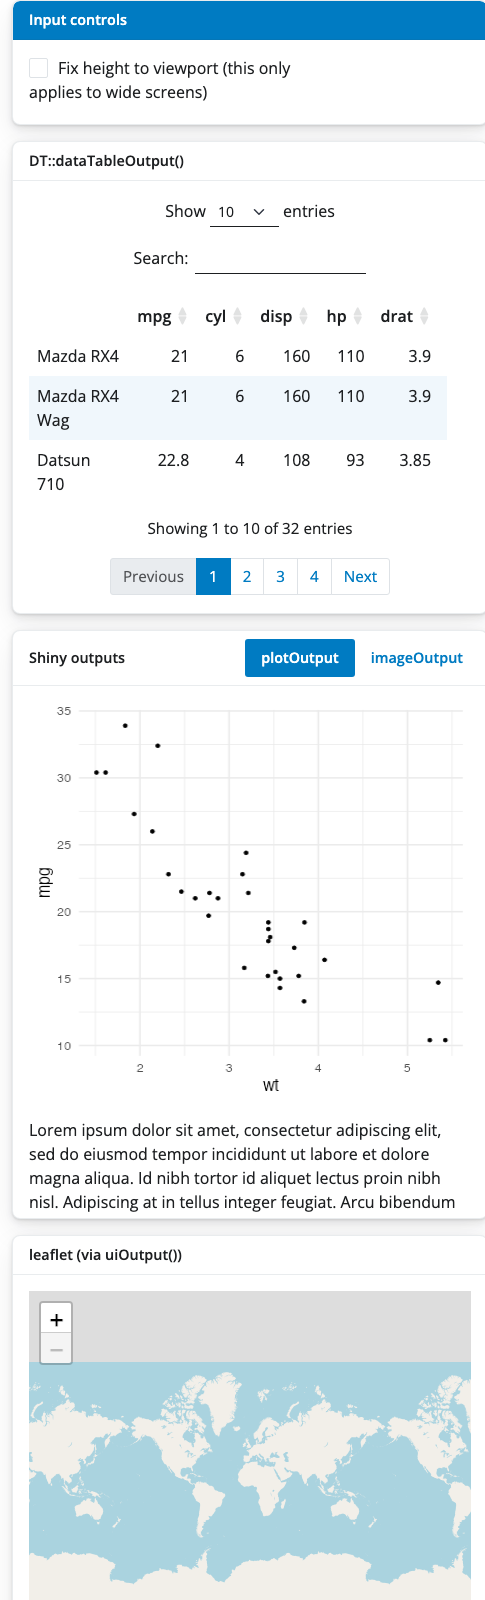 Input controls
Fix height to viewport (this only
applies to wide screens)
DT::dataTableOutput()
Show 10 entries
Search:
mpg cyl disp hp drat
Mazda RX4 21 6 160 110 3.9
Mazda RX4 21 6 160 110 3.9
Wag
Datsun 22.8 4 108 93 3.85
710
Showing 1 to 10 of 32 entries
Previous 1 2 3 4 Next
Shiny outputs plotOutput imageOutput
35
30
25
mpg
20
15
10
2 3 4 5
wt
Lorem ipsum dolor sit amet, consectetur adipiscing elit,
sed do eiusmod tempor incididunt ut labore et dolore
magna aliqua. Id nibh tortor id aliquet lectus proin nibh
nisl. Adipiscing at in tellus integer feugiat. Arcu bibendum
leaflet (via uiOutput())
+
−